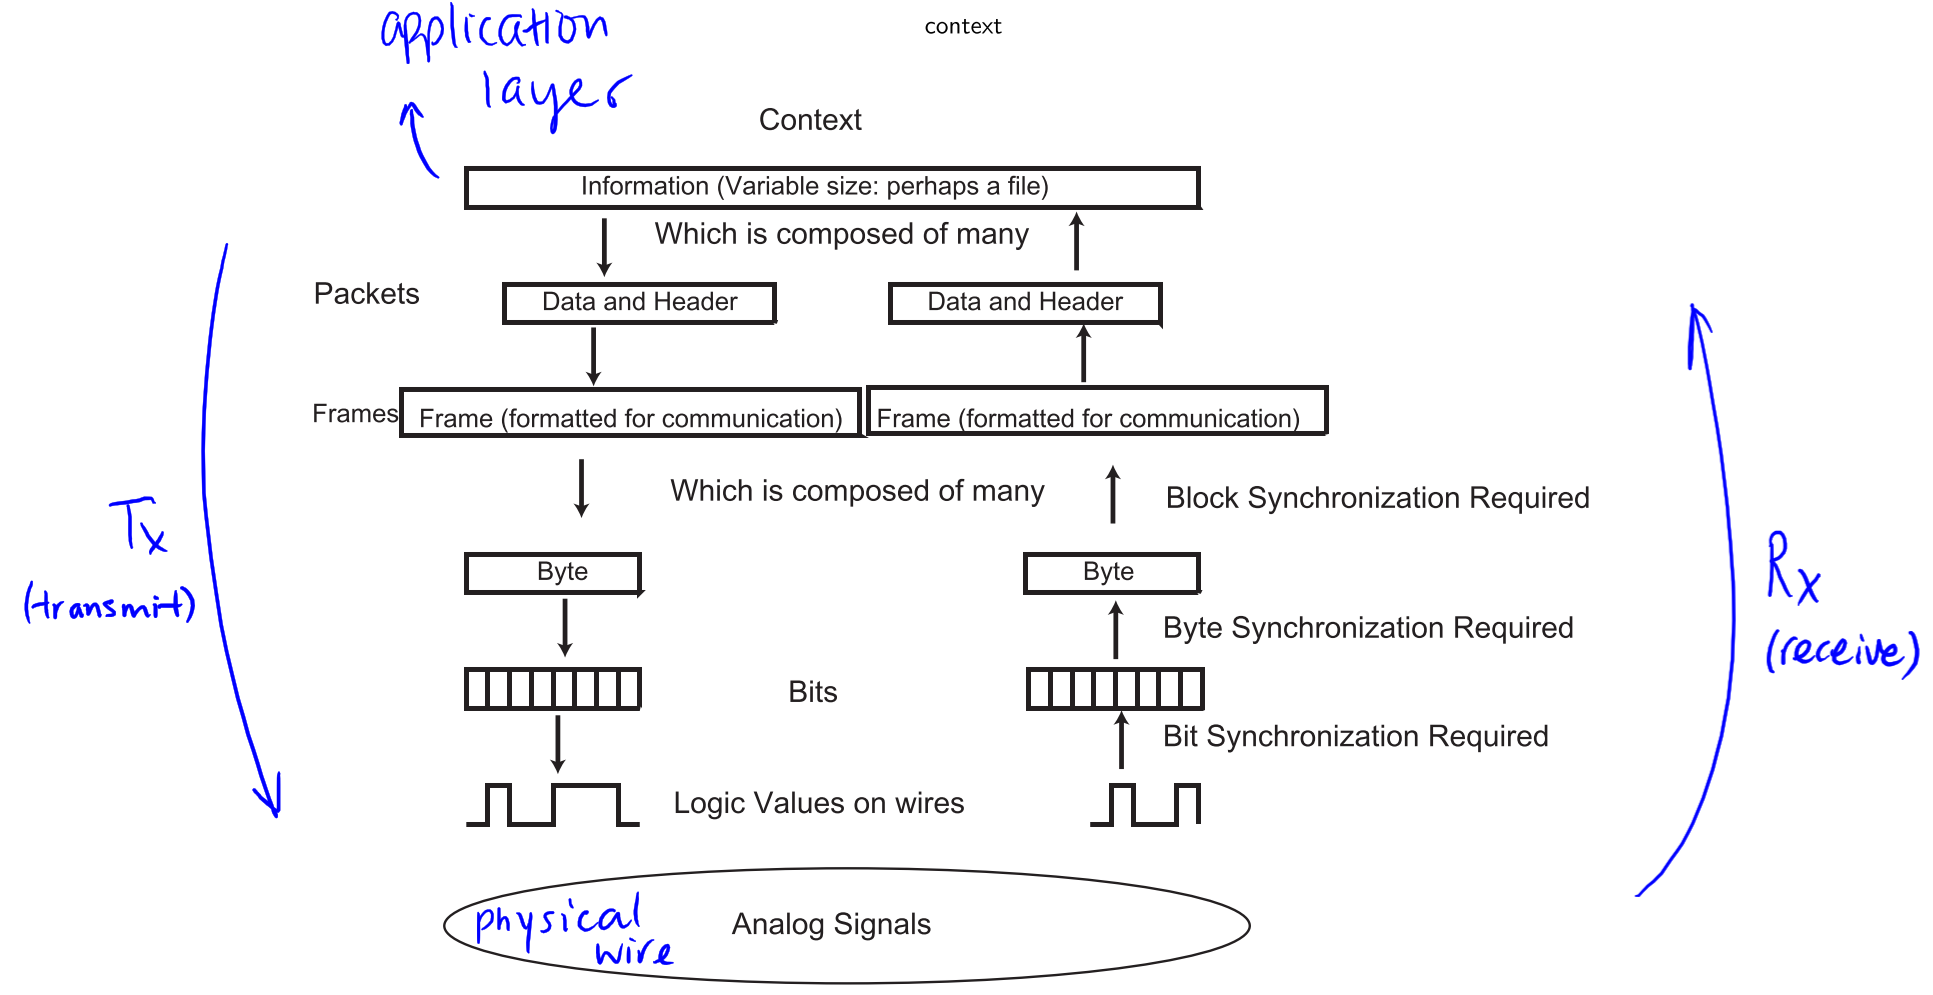 application
layer
context
Context
Information (Variable size: perhaps a file)
Which is composed of many
Packets
Data and Header
Data and Header
Frames
Frame (formatted for communication)
Frame (formatted for communication)
Which is composed of many
Block Synchronization Required
Tx
(transmit)
Rx
(receive)
Byte
Byte
Byte Synchronization Required
Bits
Bit Synchronization Required
Logic Values on wires
physical
wire
Analog Signals